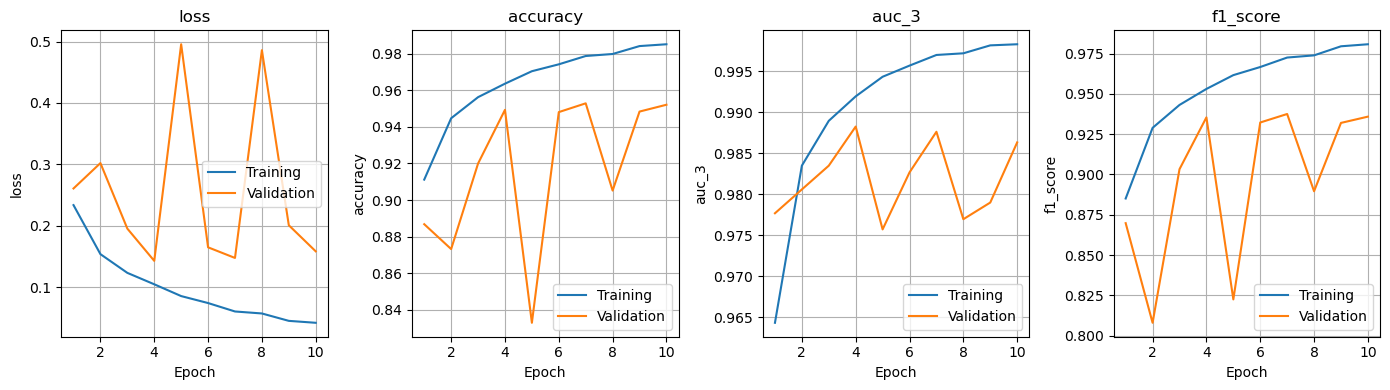 loss
loss
0.5
0.4
0.3
0.2
0.1
Training
Validation
2 4 6 8 10
Epoch
accuracy
accuracy
0.98
0.96
0.94
0.92
0.90
0.88
0.86
0.84
Training
Validation
2 4 6 8 10
Epoch
auc_3
auc_3
0.995
0.990
0.985
0.980
0.975
0.970
0.965
Training
Validation
2 4 6 8 10
Epoch
f1_score
f1_score
0.975
0.950
0.925
0.900
0.875
0.850
0.825
0.800
Training
Validation
2 4 6 8 10
Epoch